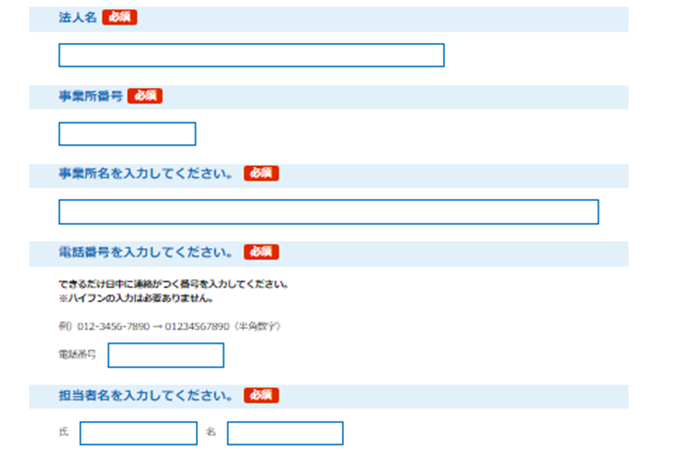 法人名 必須
事業所番号 必須
事業所名を入力してください。 必須
電話番号を入力してください。 必須
できるだけ日中に連絡がつく番号を入力してください。
※ハイフンの入力は必要ありません。
例）012-3456-7890 → 01234567890（半角数字）
電話番号
担当者名を入力してください。 必須
氏 名